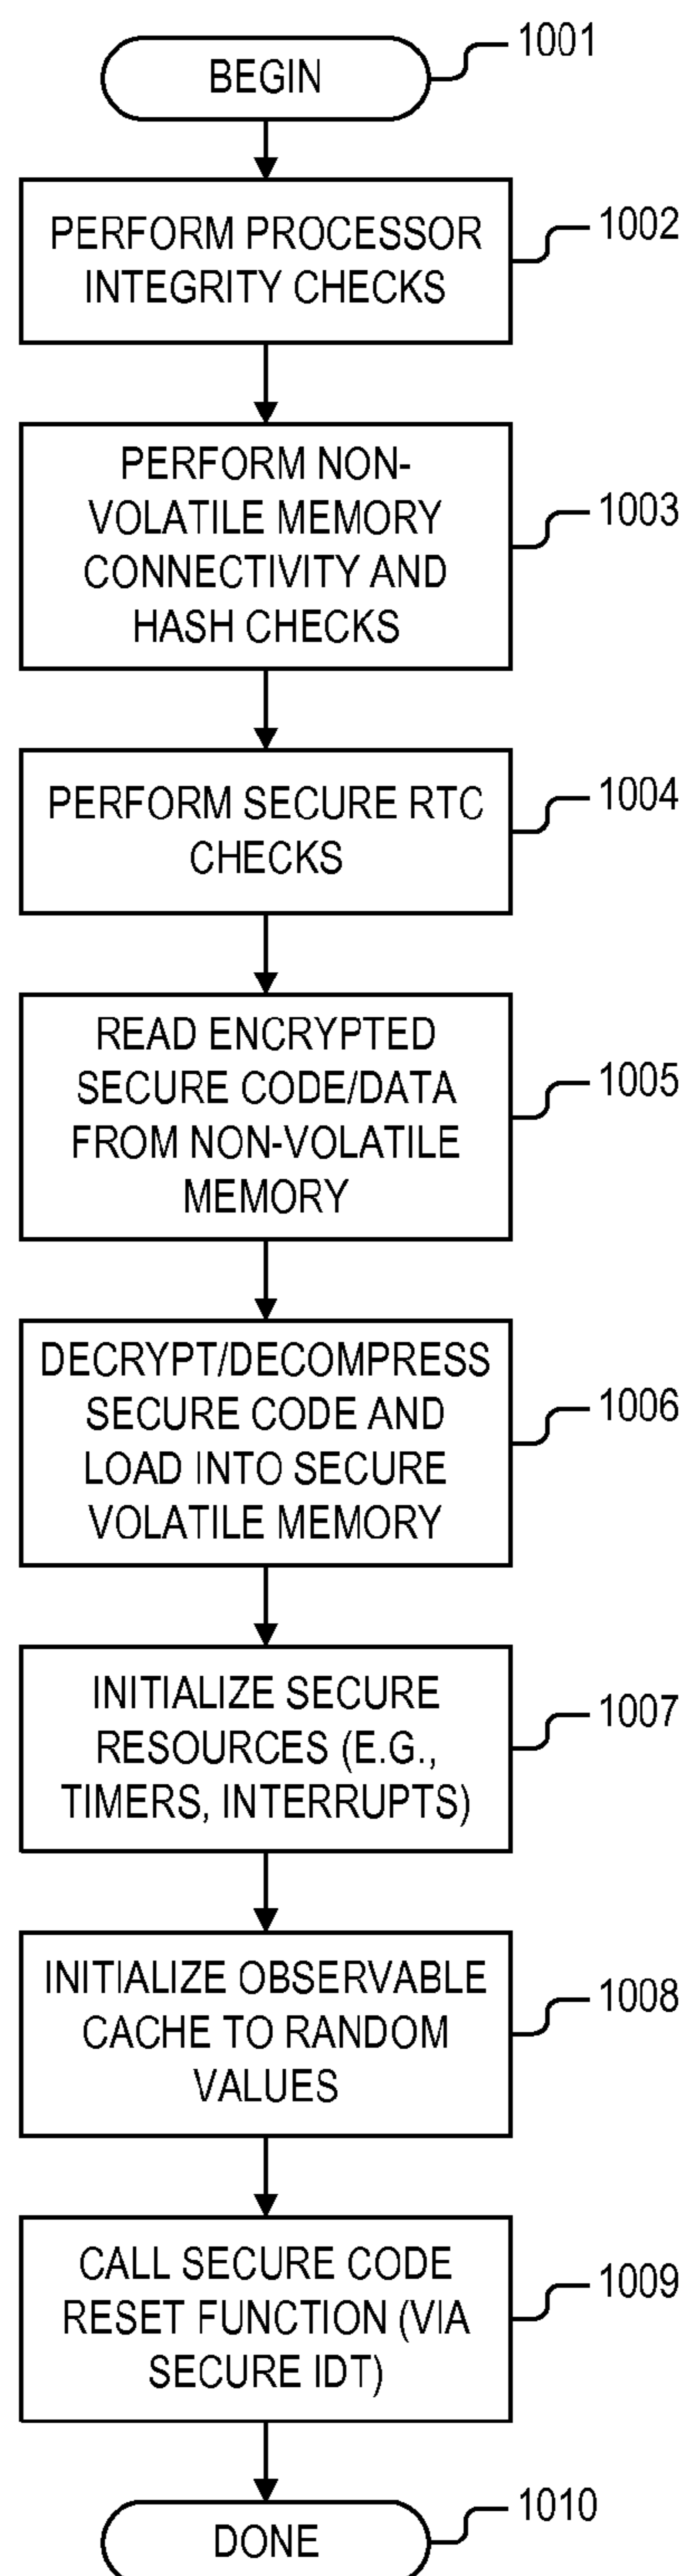 BEGIN
1001
PERFORM PROCESSOR
INTEGRITY CHECKS
1002
PERFORM NON-
VOLATILE MEMORY
CONNECTIVITY AND
HASH CHECKS
1003
PERFORM SECURE RTC
CHECKS
1004
READ ENCRYPTED
SECURE CODE/DATA
FROM NON-VOLATILE
MEMORY
1005
DECRYPT/DECOMPRESS
SECURE CODE AND
LOAD INTO SECURE
VOLATILE MEMORY
1006
INITIALIZE SECURE
RESOURCES (E.G.,
TIMERS, INTERRUPTS)
1007
INITIALIZE OBSERVABLE
CACHE TO RANDOM
VALUES
1008
CALL SECURE CODE
RESET FUNCTION (VIA
SECURE IDT)
1009
DONE
1010